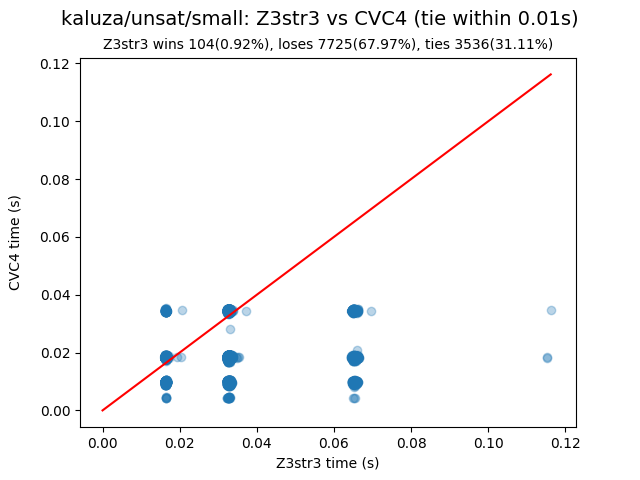 kaluza/unsat/small: Z3str3 vs CVC4 (tie within 0.01s)
Z3str3 wins 104(0.92%), loses 7725(67.97%), ties 3536(31.11%)
0.12
0.10
0.08
0.06
0.04
0.02
0.00
CVC4 time (s)
0.00 0.02 0.04 0.06 0.08 0.10 0.12
Z3str3 time (s)